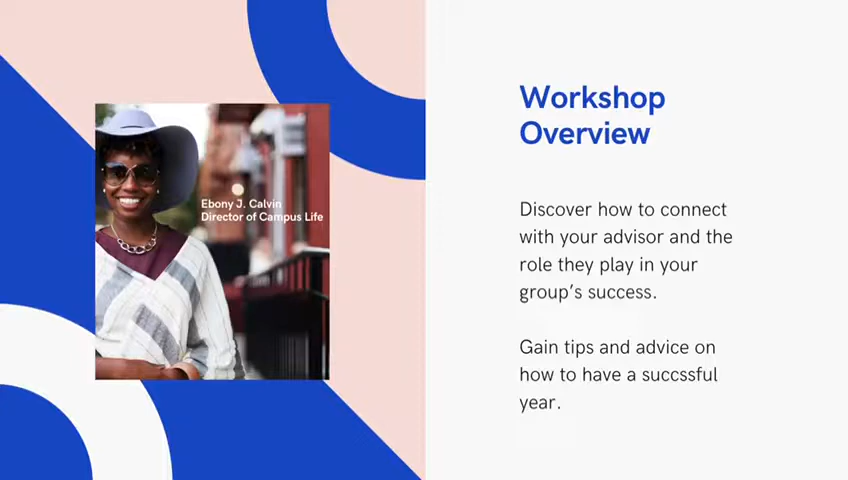 Ebony J. Calvin
Director of Campus Life
Workshop
Overview
Discover how to connect
with your advisor and the
role they play in your
group's success.
Gain tips and advice on
how to have a succssful
year.